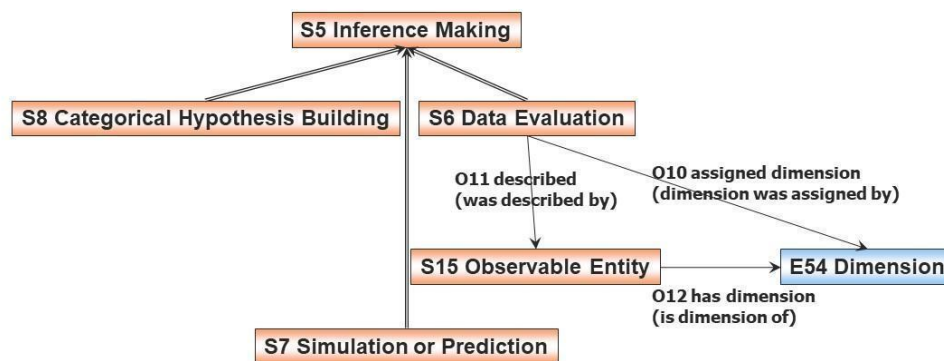 S5 Inference Making
S8 Categorical Hypothesis Building
S6 Data Evaluation
O11 described
(was described by)
O10 assigned dimension
(dimension was assigned by)
S15 Observable Entity
E54 Dimension
O12 has dimension
(is dimension of)
S7 Simulation or Prediction